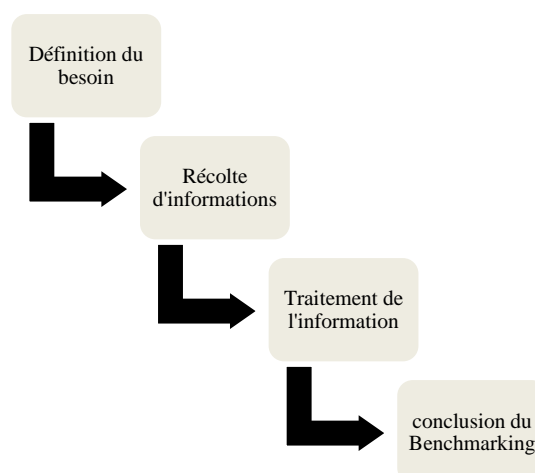 Définition du
besoin
Récolte
d'informations
Traitement de
l'information
conclusion du
Benchmarking